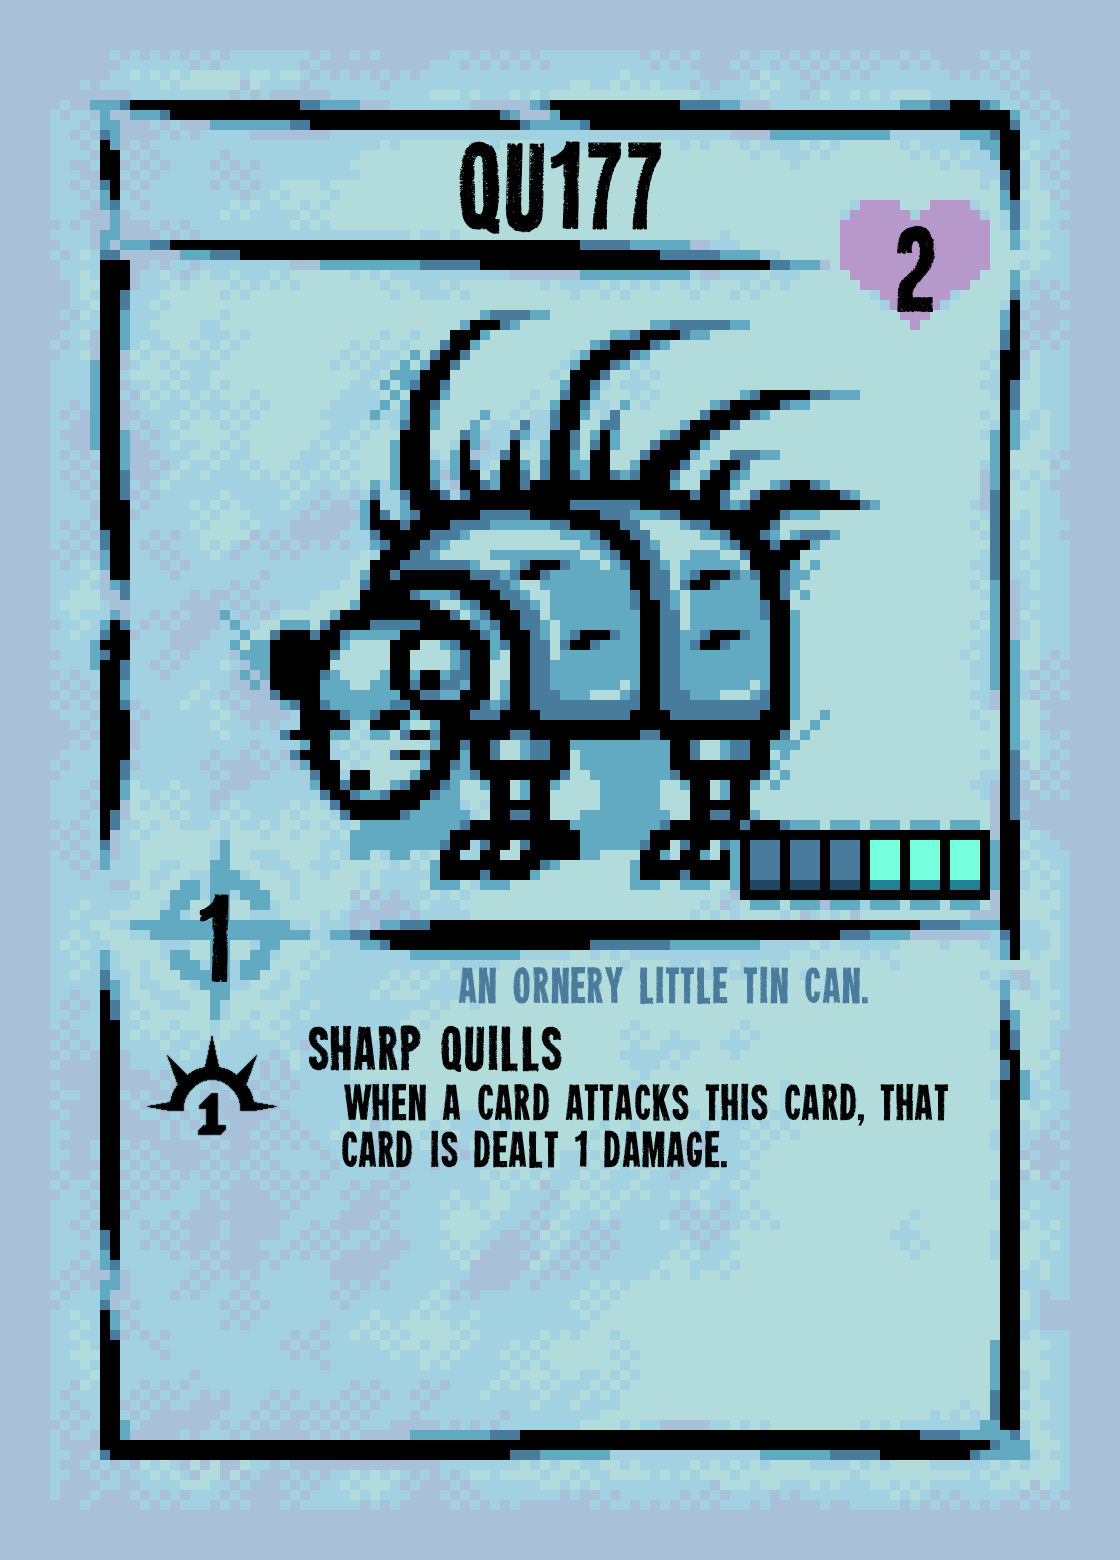 QU177
2
1
AN ORNERY LITTLE TIN CAN.
SHARP QUILLS
1
WHEN A CARD ATTACKS THIS CARD, THAT
CARD IS DEALT 1 DAMAGE.